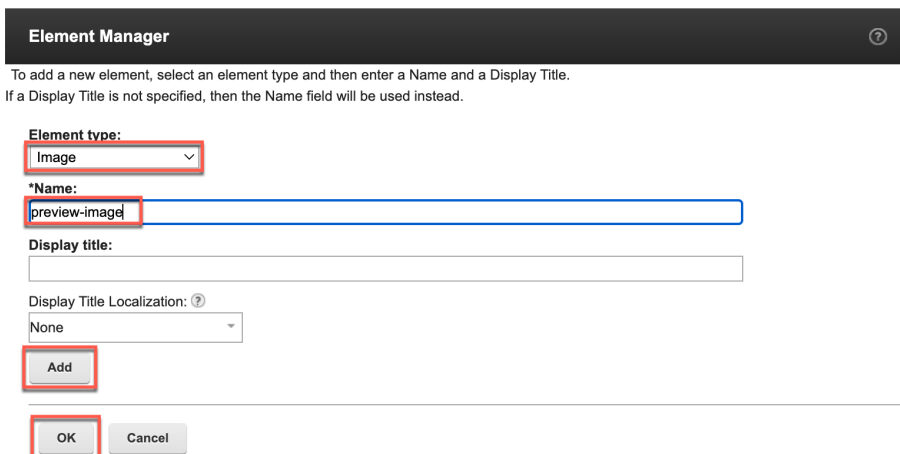 Element Manager
?
To add a new element, select an element type and then enter a Name and a Display Title.
If a Display Title is not specified, then the Name field will be used instead.
Element type:
Image
*Name:
preview-image
Display title:
Display Title Localization: ?
None
Add
OK Cancel